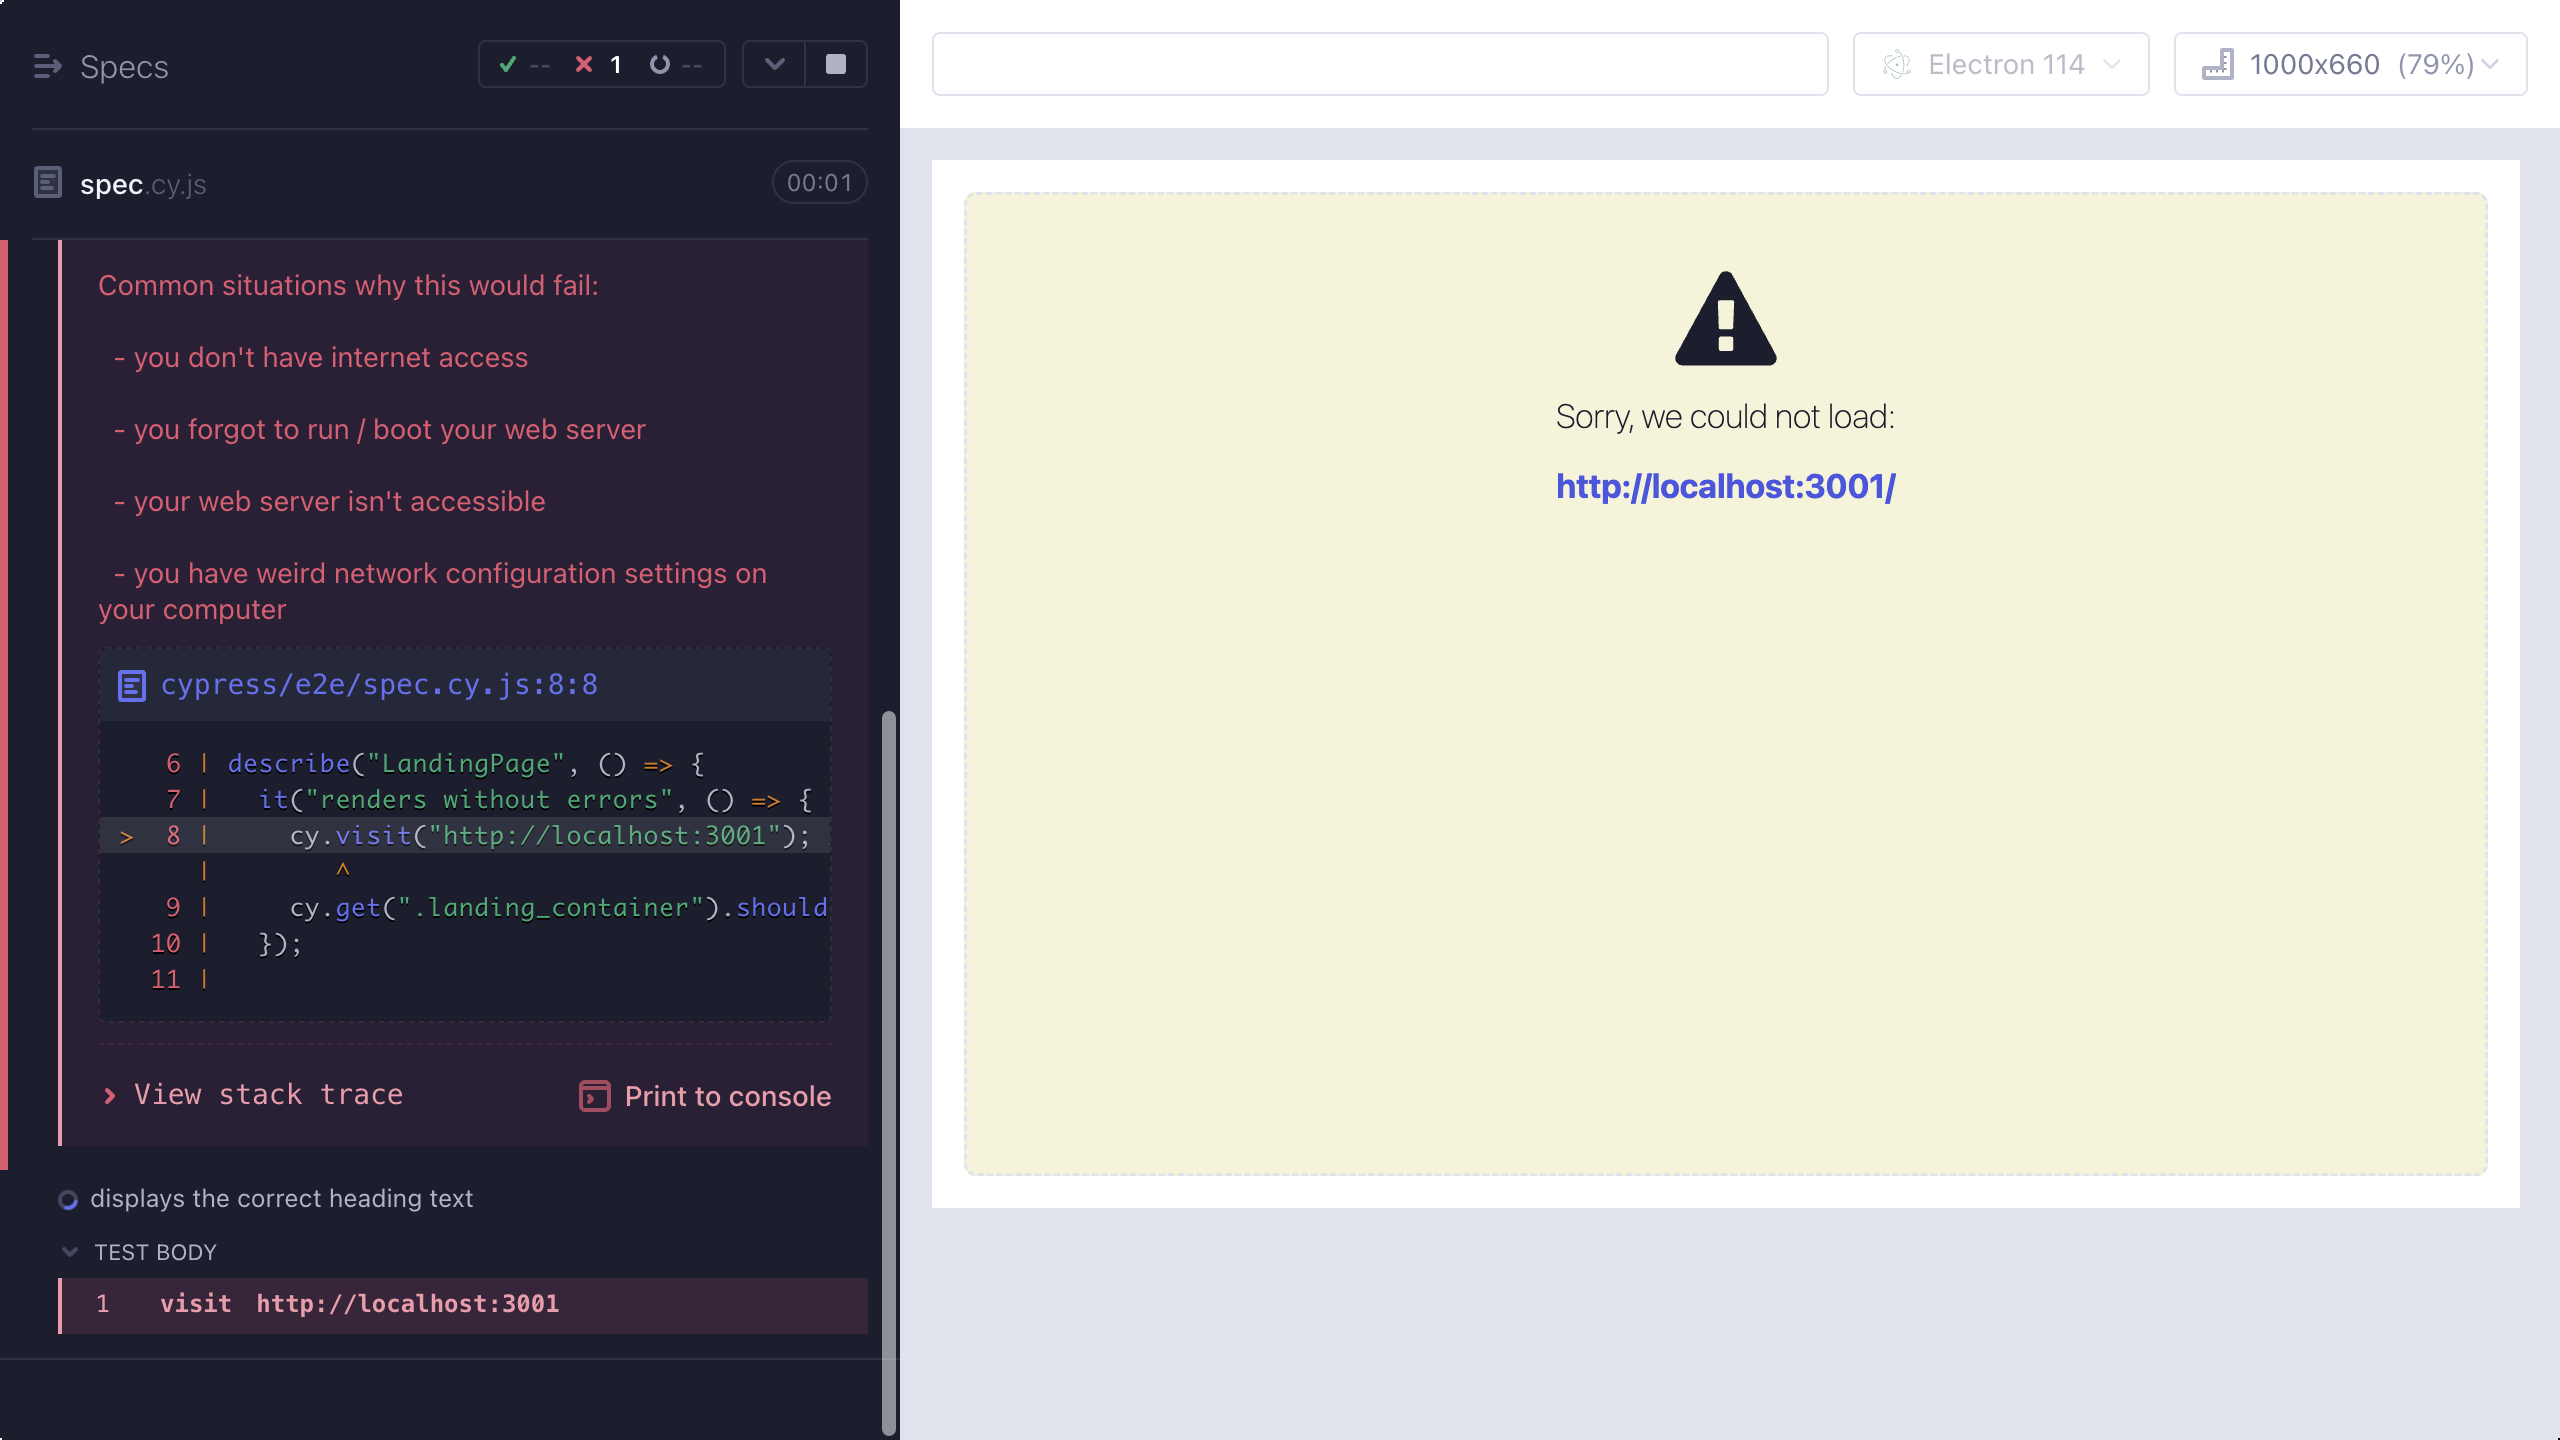 Specs
-- 1 --
spec.cy.js
00:01
Common situations why this would fail:
- you don't have internet access
- you forgot to run / boot your web server
- your web server isn't accessible
- you have weird network configuration settings on
your computer
cypress/e2e/spec.cy.js:8:8
6 | describe("LandingPage", () => {
7 |   it("renders without errors", () => {
> 8 |     cy.visit("http://localhost:3001");
|        ^
9 |     cy.get(".landing_container").should
10 |   });
11 |
View stack trace
Print to console
displays the correct heading text
TEST BODY
1 visit http://localhost:3001
Electron 114
1000x660 (79%)
Sorry, we could not load:
http://localhost:3001/